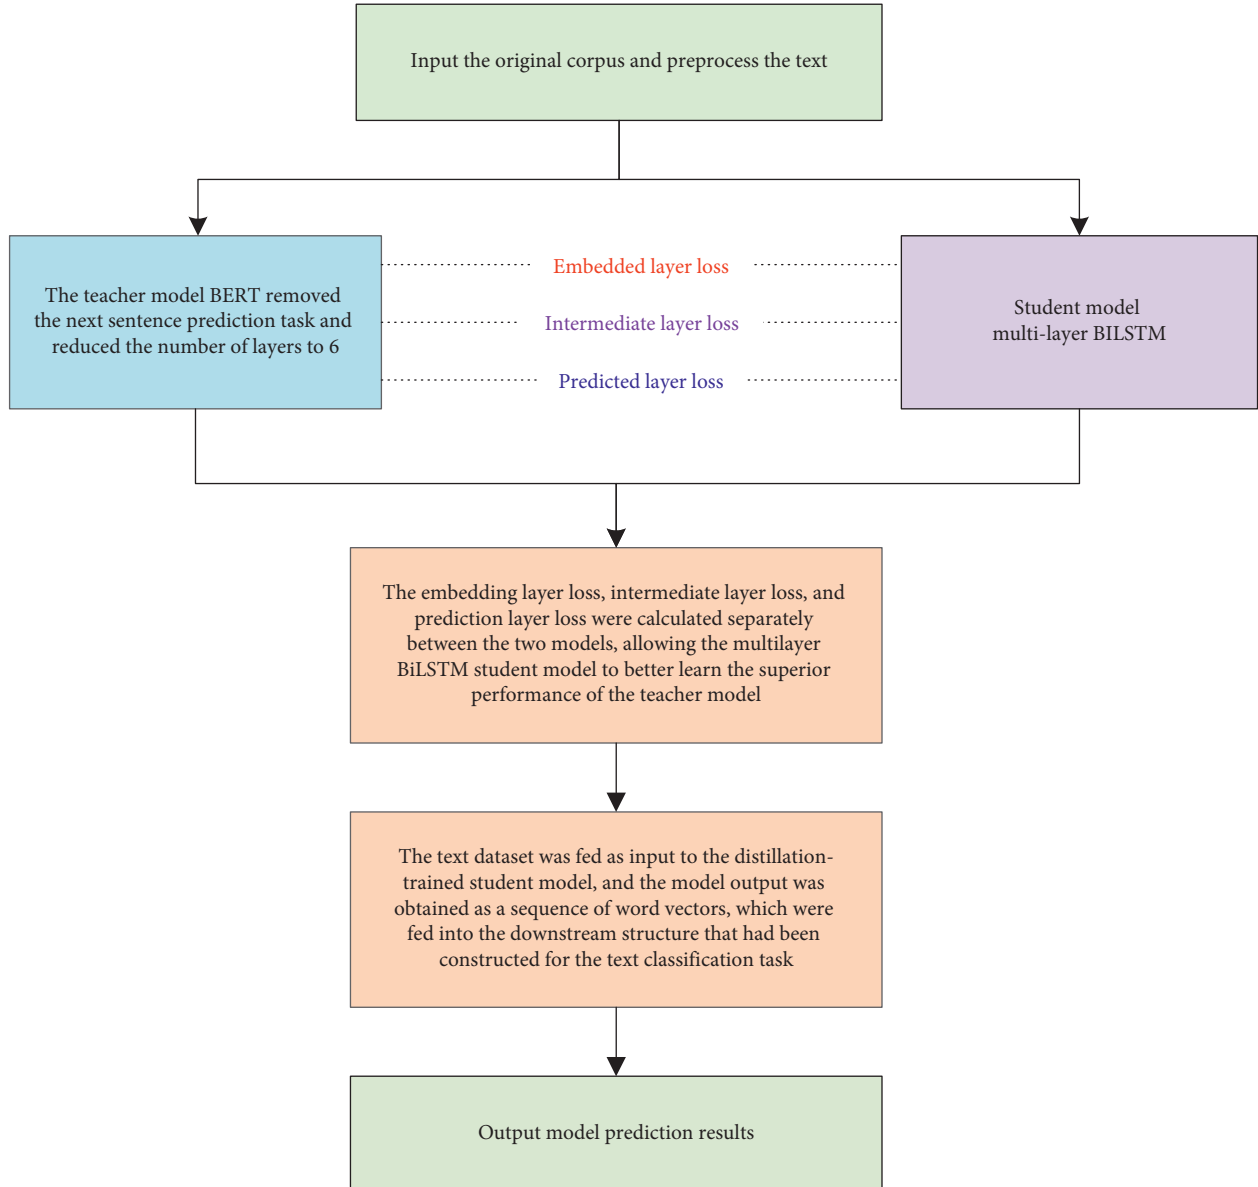 Input the original corpus and preprocess the text
The teacher model BERT removed
the next sentence prediction task and
reduced the number of layers to 6
Embedded layer loss
Intermediate layer loss
Predicted layer loss
Student model
multi-layer BILSTM
The embedding layer loss, intermediate layer loss, and
prediction layer loss were calculated separately
between the two models, allowing the multilayer
BiLSTM student model to better learn the superior
performance of the teacher model
The text dataset was fed as input to the distillation-
trained student model, and the model output was
obtained as a sequence of word vectors, which were
fed into the downstream structure that had been
constructed for the text classification task
Output model prediction results